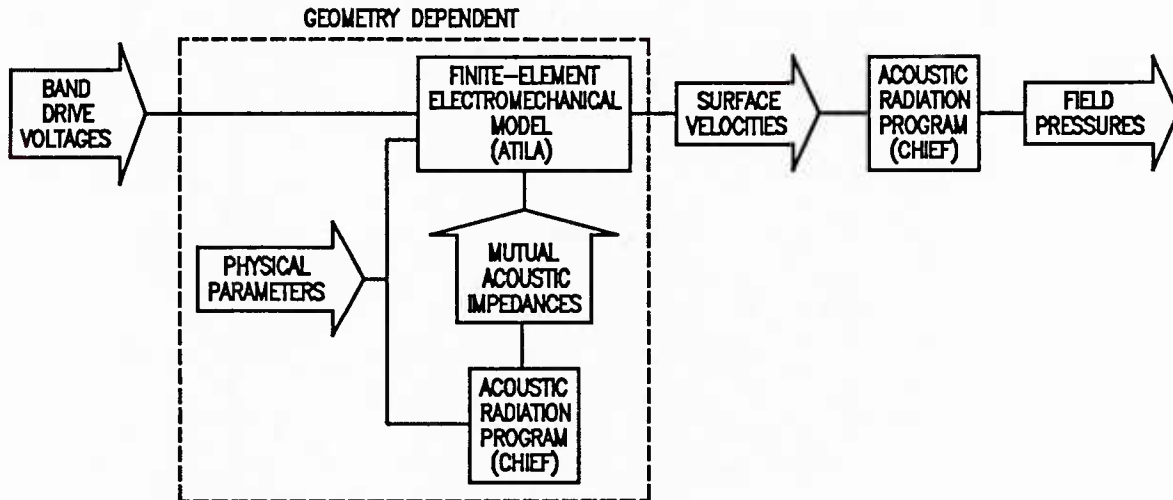 GEOMETRY DEPENDENT
BAND
DRIVE
VOLTAGES
FINITE-ELEMENT
ELECTROMECHANICAL
MODEL
(ATILA)
SURFACE
VELOCITIES
ACOUSTIC
RADIATION
PROGRAM
(CHIEF)
FIELD
PRESSURES
PHYSICAL
PARAMETERS
MUTUAL
ACOUSTIC
IMPEDANCES
ACOUSTIC
RADIATION
PROGRAM
(CHIEF)